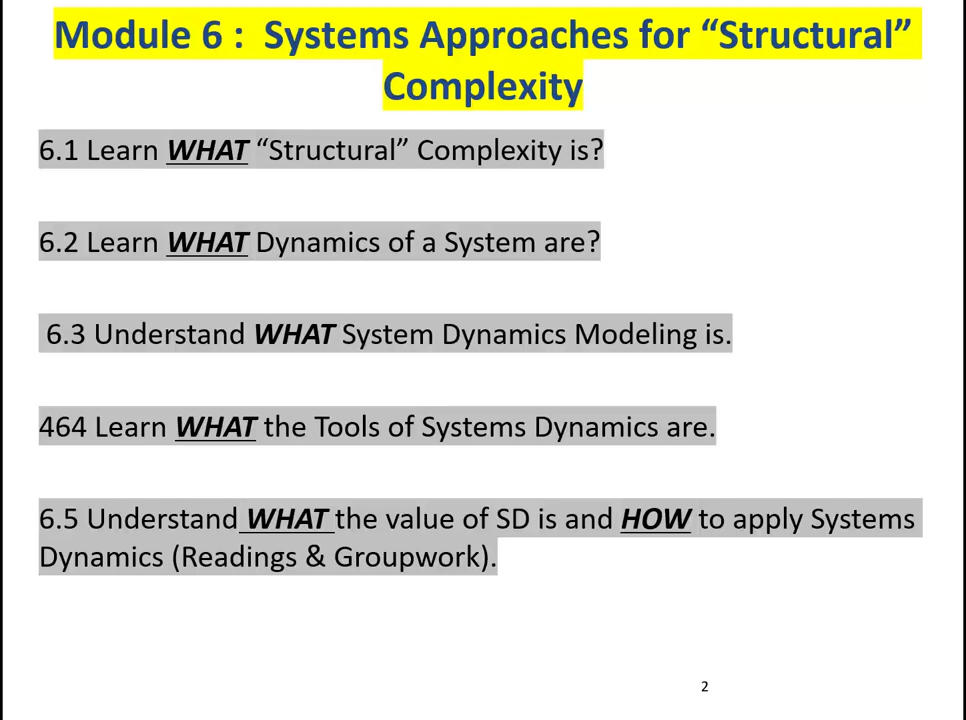 Module 6 : Systems Approaches for “Structural”
Complexity
6.1 Learn WHAT “Structural” Complexity is?
6.2 Learn WHAT Dynamics of a System are?
6.3 Understand WHAT System Dynamics Modeling is.
464 Learn WHAT the Tools of Systems Dynamics are.
6.5 Understand WHAT the value of SD is and HOW to apply Systems
Dynamics (Readings & Groupwork).
2